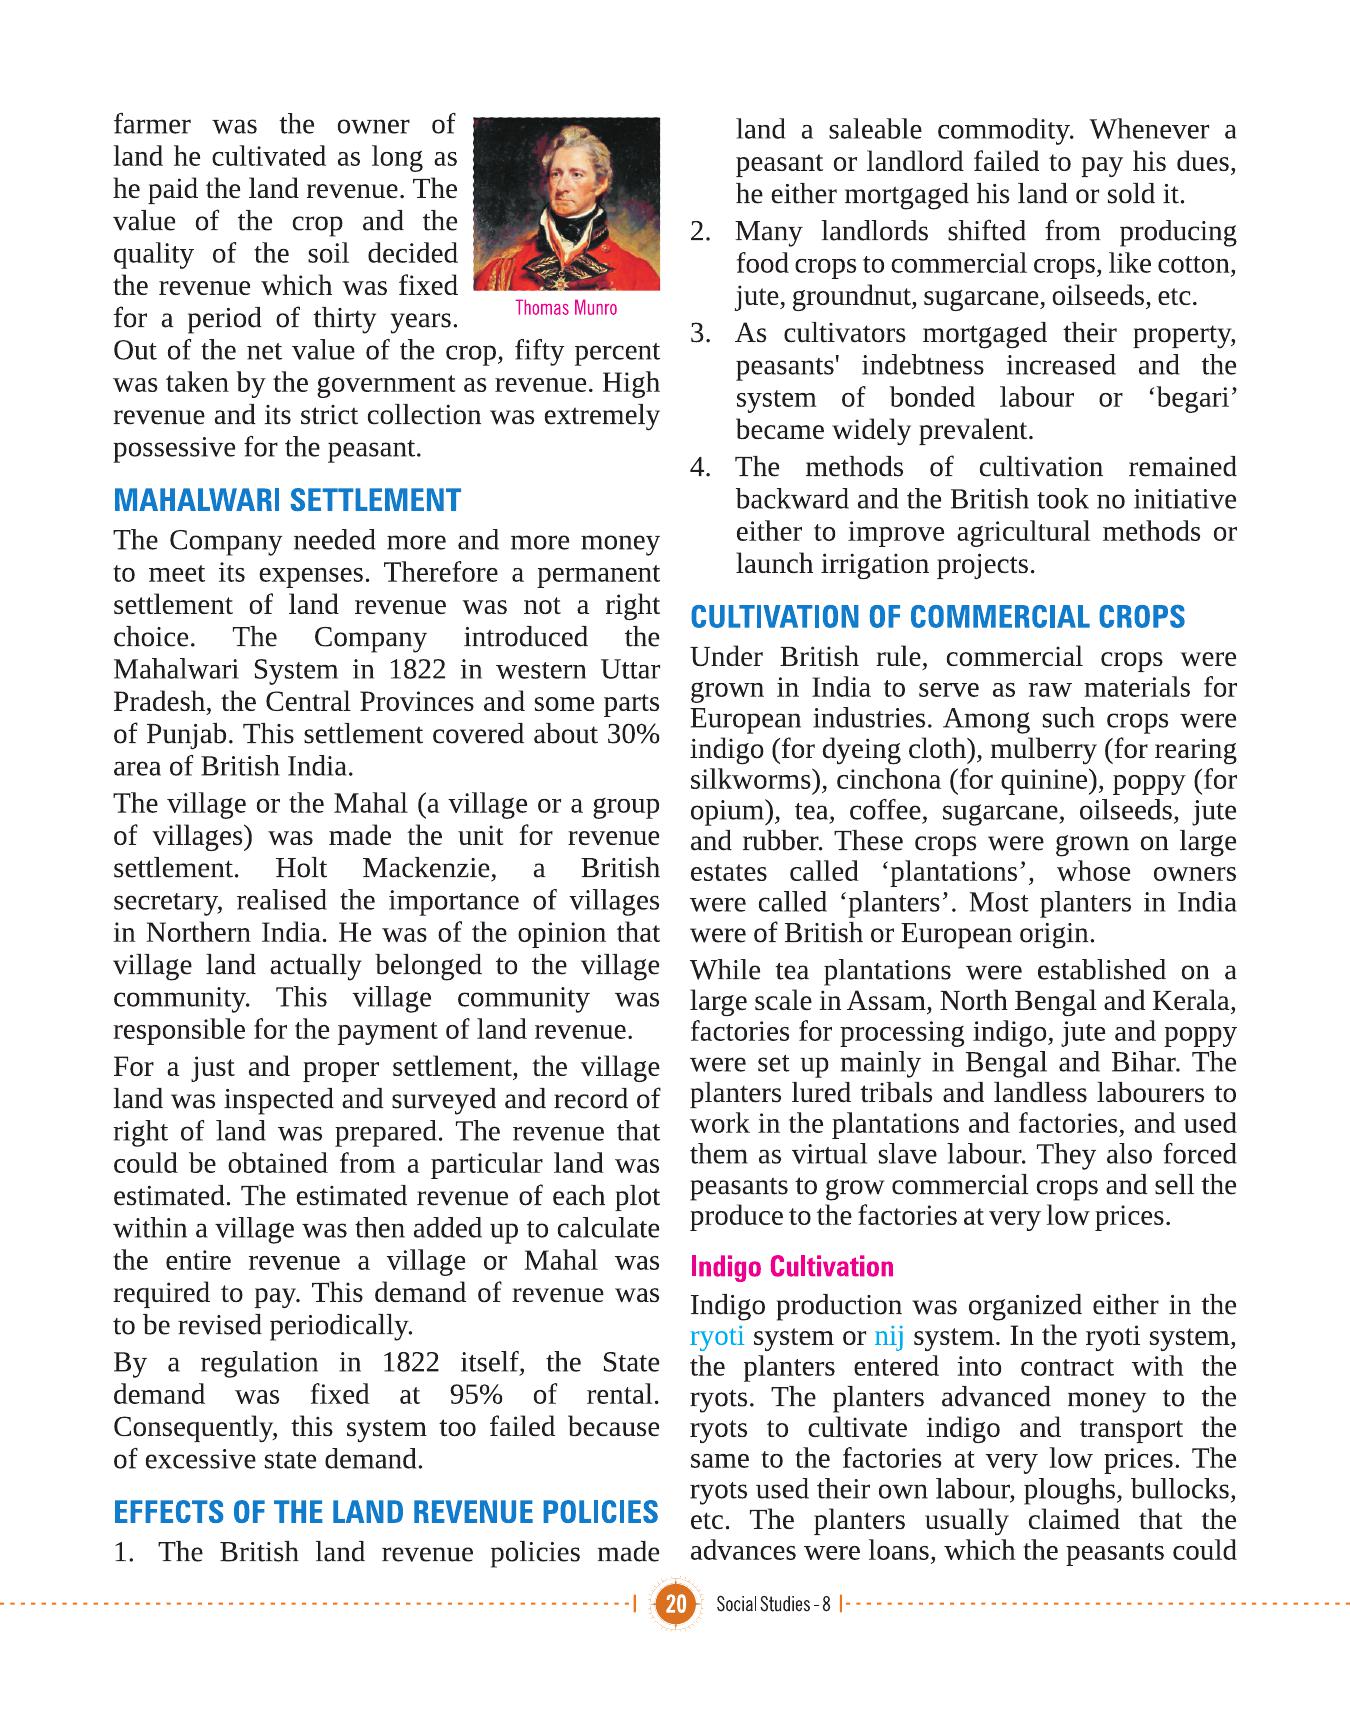 farmer was the owner of
land he cultivated as long as
he paid the land revenue. The
value of the crop and the
quality of the soil decided
the revenue which was fixed
for a period of thirty years.
Out of the net value of the crop, fifty percent
was taken by the government as revenue. High
revenue and its strict collection was extremely
possessive for the peasant.
Thomas Munro
MAHALWARI SETTLEMENT
The Company needed more and more money
to meet its expenses. Therefore a permanent
settlement of land revenue was not a right
choice. The Company introduced the
Mahalwari System in 1822 in western Uttar
Pradesh, the Central Provinces and some parts
of Punjab. This settlement covered about 30%
area of British India.
The village or the Mahal (a village or a group
of villages) was made the unit for revenue
settlement. Holt Mackenzie, a British
secretary, realised the importance of villages
in Northern India. He was of the opinion that
village land actually belonged to the village
community. This village community was
responsible for the payment of land revenue.
For a just and proper settlement, the village
land was inspected and surveyed and record of
right of land was prepared. The revenue that
could be obtained from a particular land was
estimated. The estimated revenue of each plot
within a village was then added up to calculate
the entire revenue a village or Mahal was
required to pay. This demand of revenue was
to be revised periodically.
By a regulation in 1822 itself, the State
demand was fixed at 95% of rental.
Consequently, this system too failed because
of excessive state demand.
EFFECTS OF THE LAND REVENUE POLICIES
1. The British land revenue policies made
land a saleable commodity. Whenever a
peasant or landlord failed to pay his dues,
he either mortgaged his land or sold it.
2. Many landlords shifted from producing
food crops to commercial crops, like cotton,
jute, groundnut, sugarcane, oilseeds, etc.
3. As cultivators mortgaged their property,
peasants' indebtness increased and the
system of bonded labour or ‘begari’
became widely prevalent.
4. The methods of cultivation remained
backward and the British took no initiative
either to improve agricultural methods or
launch irrigation projects.
CULTIVATION OF COMMERCIAL CROPS
Under British rule, commercial crops were
grown in India to serve as raw materials for
European industries. Among such crops were
indigo (for dyeing cloth), mulberry (for rearing
silkworms), cinchona (for quinine), poppy (for
opium), tea, coffee, sugarcane, oilseeds, jute
and rubber. These crops were grown on large
estates called ‘plantations’, whose owners
were called ‘planters’. Most planters in India
were of British or European origin.
While tea plantations were established on a
large scale in Assam, North Bengal and Kerala,
factories for processing indigo, jute and poppy
were set up mainly in Bengal and Bihar. The
planters lured tribals and landless labourers to
work in the plantations and factories, and used
them as virtual slave labour. They also forced
peasants to grow commercial crops and sell the
produce to the factories at very low prices.
Indigo Cultivation
Indigo production was organized either in the
ryoti system or nij system. In the ryoti system,
the planters entered into contract with the
ryots. The planters advanced money to the
ryots to cultivate indigo and transport the
same to the factories at very low prices. The
ryots used their own labour, ploughs, bullocks,
etc. The planters usually claimed that the
advances were loans, which the peasants could
20 Social Studies - 8